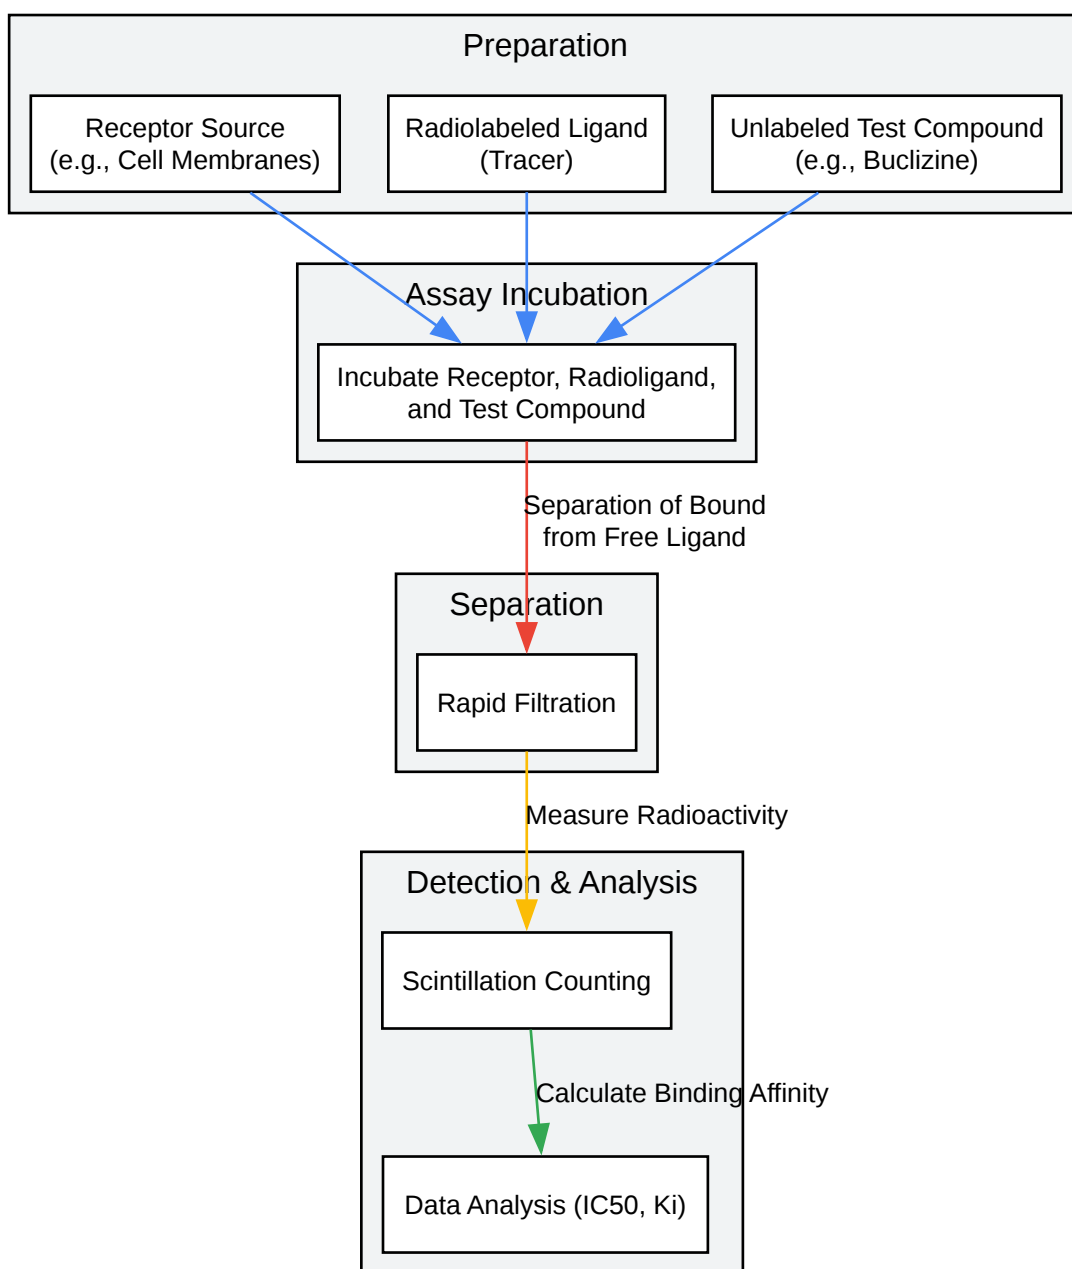 Preparation
Receptor Source
(e.g., Cell Membranes)
Radiolabeled Ligand
(Tracer)
Unlabeled Test Compound
(e.g., Buclizine)
Assay Incubation
Incubate Receptor, Radioligand,
and Test Compound
Separation of Bound
from Free Ligand
Separation
Rapid Filtration
Measure Radioactivity
Detection & Analysis
Scintillation Counting
Calculate Binding Affinity
Data Analysis (IC50, Ki)